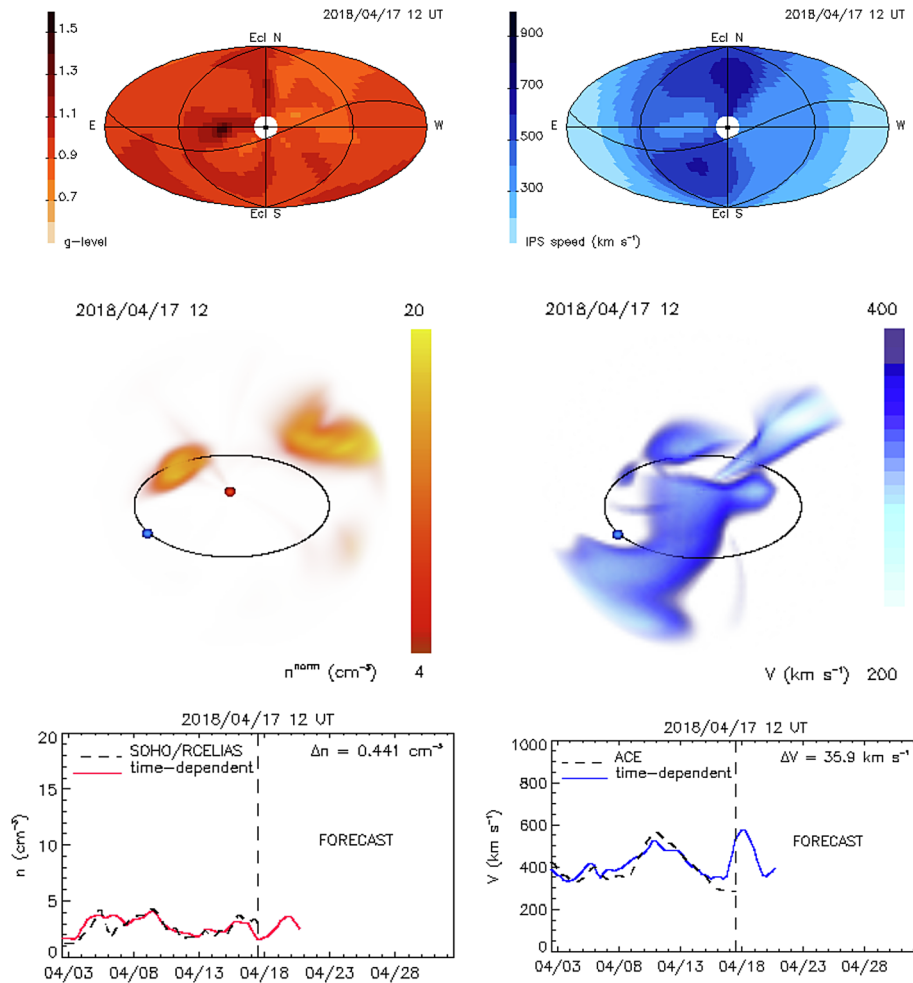 2018/04/17 12 UT
1.5
1.3
1.1
0.9
0.7
g-level
Ecl N
E
W
Ecl S
2018/04/17 12 UT
900
700
500
300
IPS speed (km s⁻¹)
Ecl N
E
W
Ecl S
2018/04/17 12
20
nⁿᵒʳᵐ (cm⁻³)
4
2018/04/17 12
400
V (km s⁻¹)
200
2018/04/17 12 UT
20
15
10
5
0
n (cm⁻³)
SOHO/RCELIAS
time-dependent
Δn = 0.441 cm⁻³
FORECAST
04/03 04/08 04/13 04/18 04/23 04/28
2018/04/17 12 UT
1000
800
600
400
200
0
V (km s⁻¹)
ACE
time-dependent
ΔV = 35.9 km s⁻¹
FORECAST
04/03 04/08 04/13 04/18 04/23 04/28